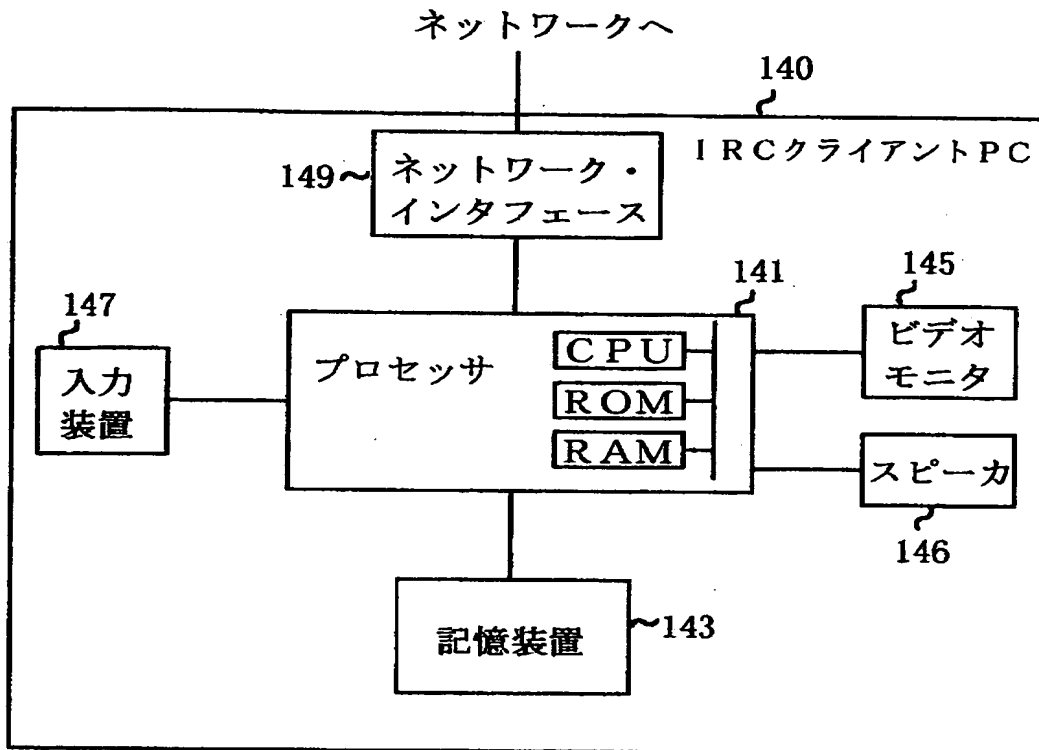 ネットワークへ
140
IRCクライアントPC
149
ネットワーク・
インタフェース
147
入力
装置
141
プロセッサ
CPU
ROM
RAM
145
ビデオ
モニタ
スピーカ
146
記憶装置
143